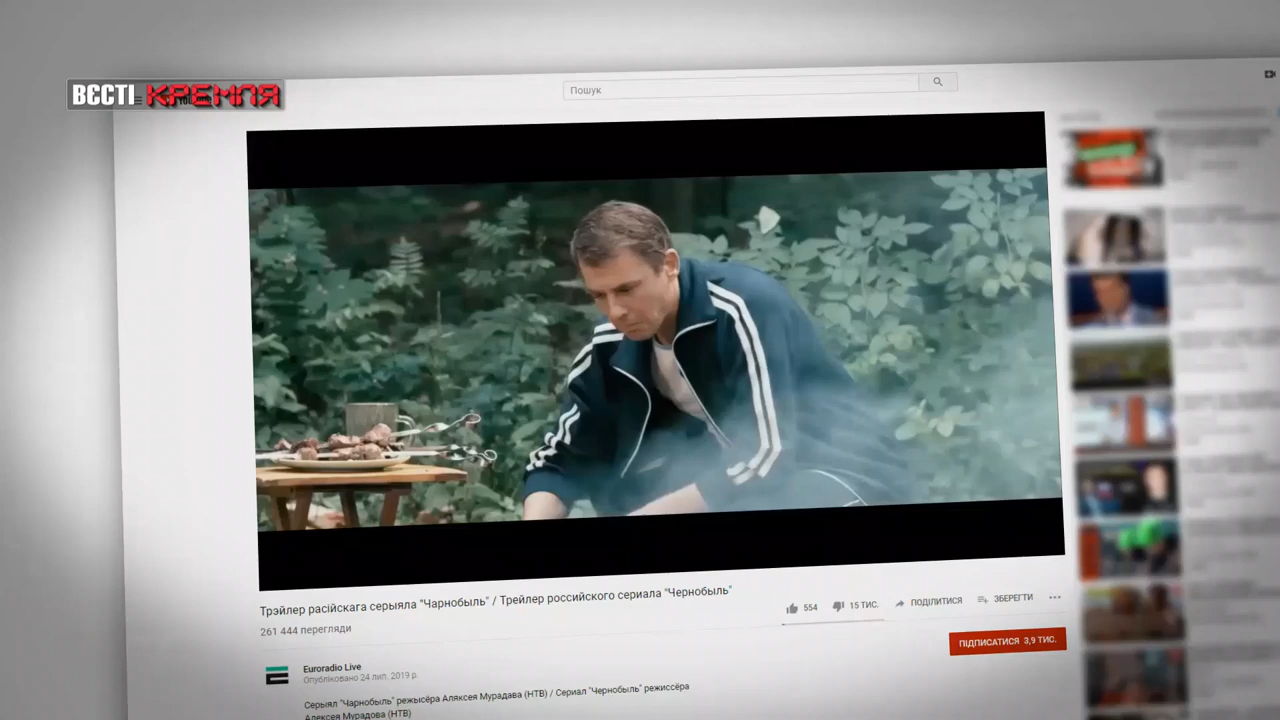 ВЄСТІ КРЕМЛЯ
Пошук
Трэйлер расійскага серыяла "Чарнобыль" / Трейлер российского сериала "Чернобыль"
261 444 перегляди
554
15 ТИС.
ПОДІЛИТИСЯ
ЗБЕРЕГТИ
ПІДПИСАТИСЯ 3,9 ТИС.
Euroradio Live
Опубліковано 24 лип. 2019 р.
Серыял "Чарнобыль" режысёра Аляксея Мурадава (НТВ) / Сериал "Чернобыль" режиссёра
Алексея Мурадова (НТВ)